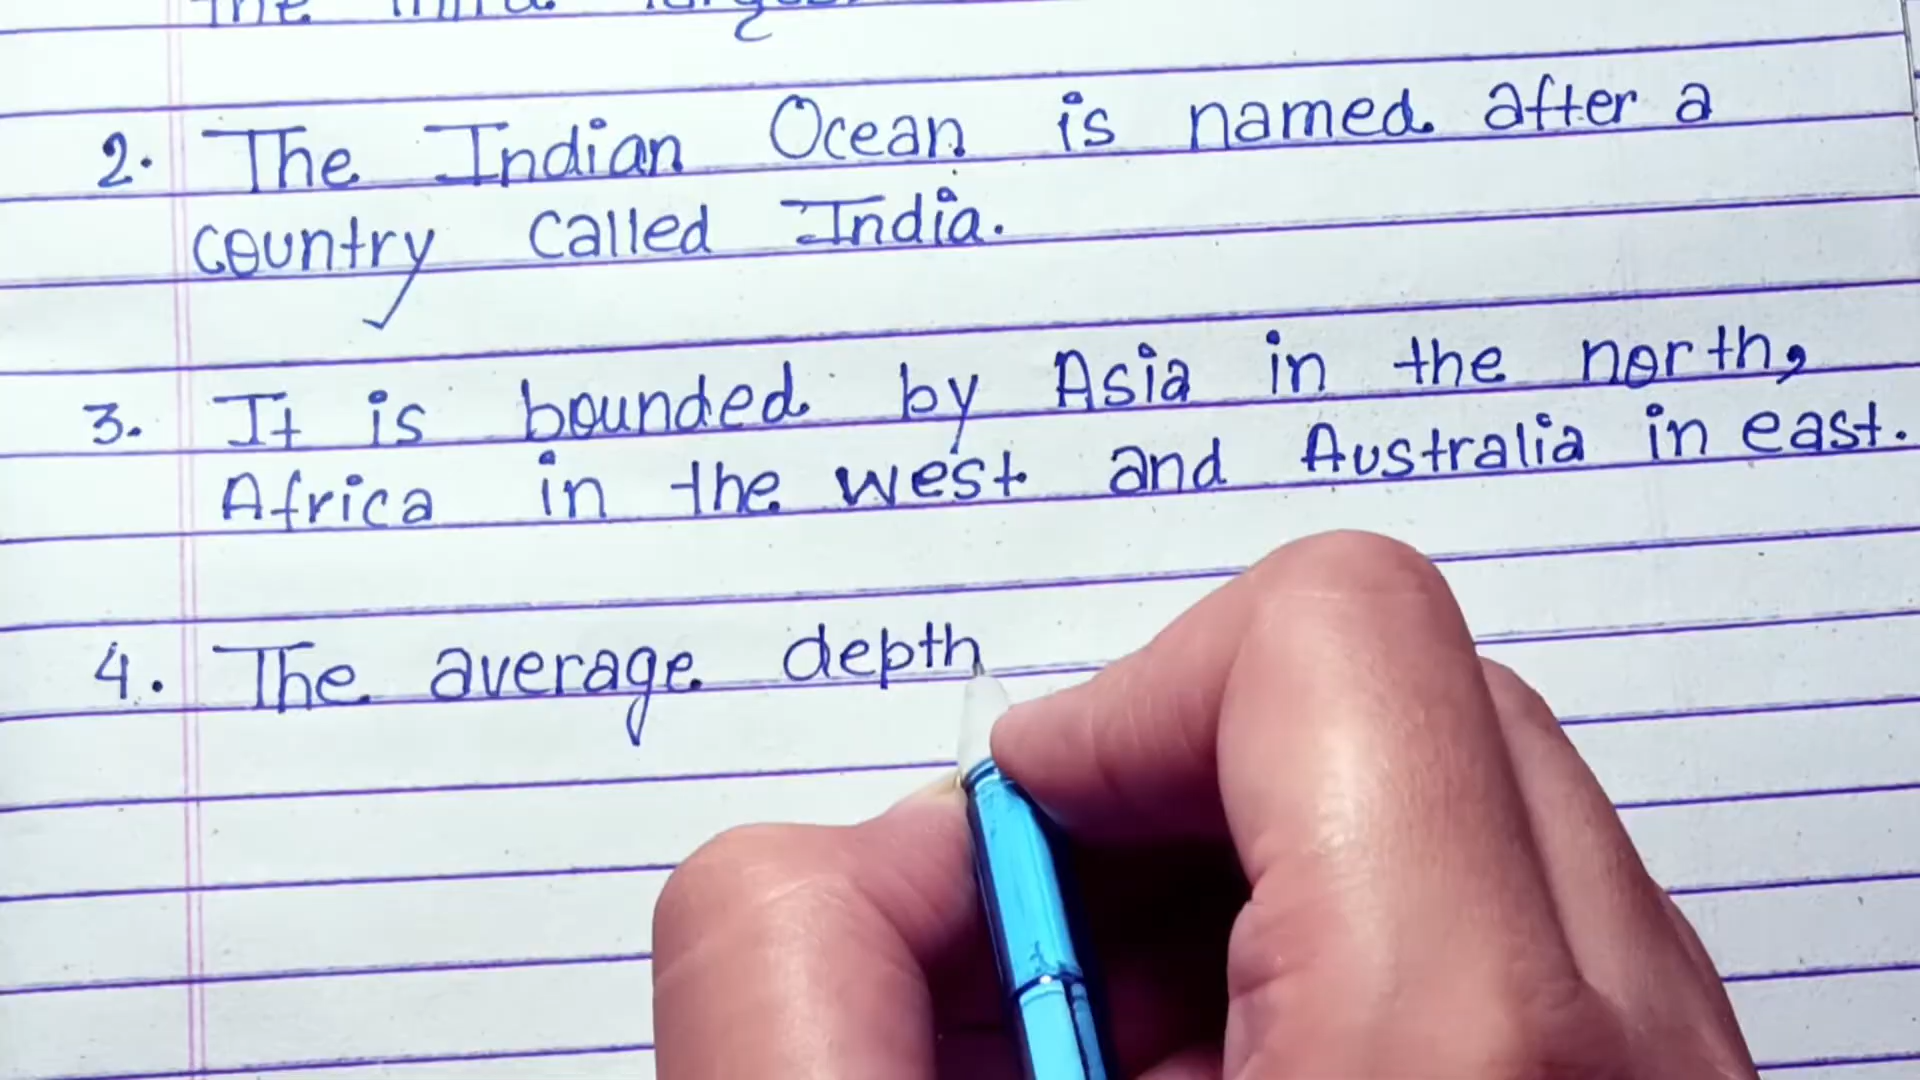 The
2. The Indian Ocean is named after a
country called India.
3. It is bounded by Asia in the north,
Africa in the west and Australia in east.
4. The average depth